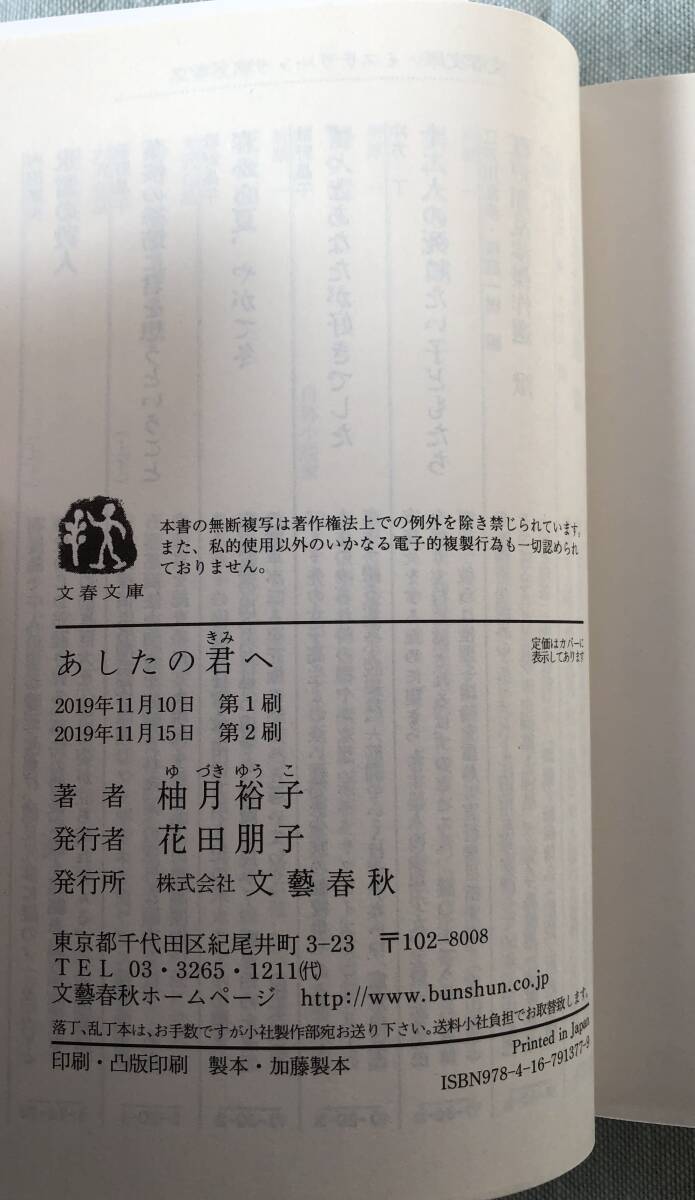 本書の無断複写は著作権法上での例外を除き禁じられています。
また、私的使用以外のいかなる電子的複製行為も一切認められ
ておりません。
文春文庫
きみ
あしたの君へ
定価はカバーに
表示してあります
2019年11月10日 第1刷
2019年11月15日 第2刷
ゆ づき ゆう こ
著者 柚月裕子
発行者 花田朋子
発行所 株式会社 文藝春秋
東京都千代田区紀尾井町3-23 〒102-8008
TEL 03・3265・1211㈹
文藝春秋ホームページ http://www.bunshun.co.jp
落丁、乱丁本は、お手数ですが小社製作部宛お送り下さい。送料小社負担でお取替致します。
印刷・凸版印刷 製本・加藤製本
Printed in Japan
ISBN978-4-16-791377-9